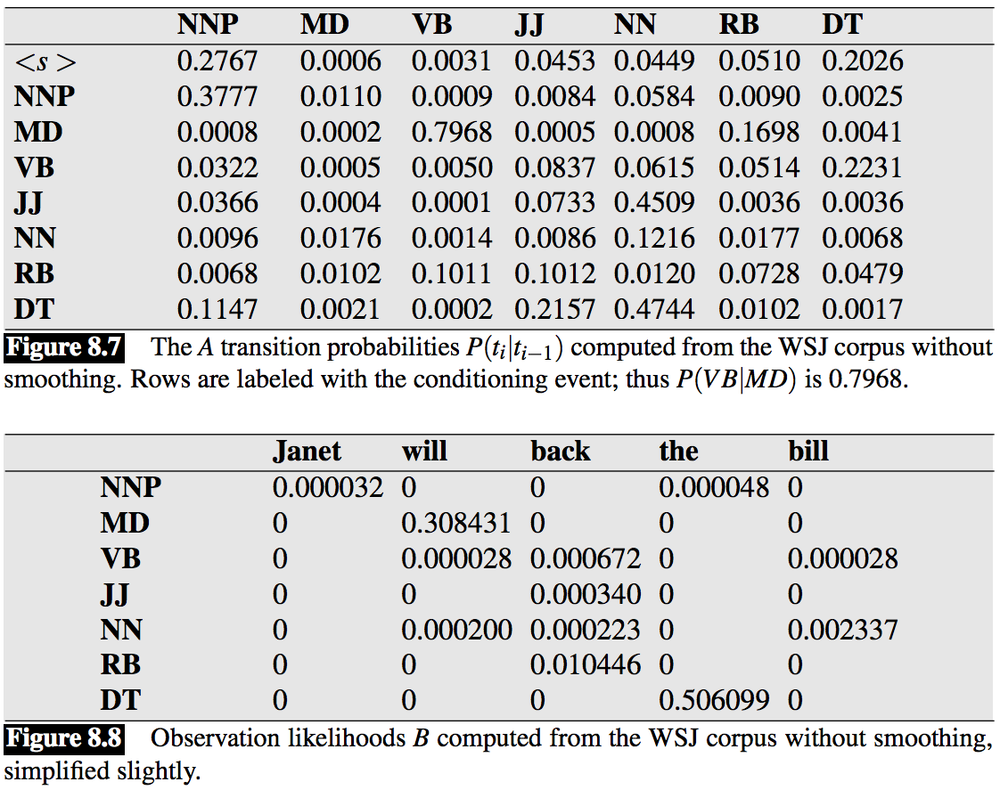 NNP MD VB JJ NN RB DT
<s > 0.2767 0.0006 0.0031 0.0453 0.0449 0.0510 0.2026
NNP 0.3777 0.0110 0.0009 0.0084 0.0584 0.0090 0.0025
MD 0.0008 0.0002 0.7968 0.0005 0.0008 0.1698 0.0041
VB 0.0322 0.0005 0.0050 0.0837 0.0615 0.0514 0.2231
JJ 0.0366 0.0004 0.0001 0.0733 0.4509 0.0036 0.0036
NN 0.0096 0.0176 0.0014 0.0086 0.1216 0.0177 0.0068
RB 0.0068 0.0102 0.1011 0.1012 0.0120 0.0728 0.0479
DT 0.1147 0.0021 0.0002 0.2157 0.4744 0.0102 0.0017
Figure 8.7 The A transition probabilities P(tᵢ|tᵢ₋₁) computed from the WSJ corpus without
smoothing. Rows are labeled with the conditioning event; thus P(VB|MD) is 0.7968.
Janet will back the bill
NNP 0.000032 0 0 0.000048 0
MD 0 0.308431 0 0 0
VB 0 0.000028 0.000672 0 0.000028
JJ 0 0 0.000340 0 0
NN 0 0.000200 0.000223 0 0.002337
RB 0 0 0.010446 0 0
DT 0 0 0 0.506099 0
Figure 8.8 Observation likelihoods B computed from the WSJ corpus without smoothing,
simplified slightly.